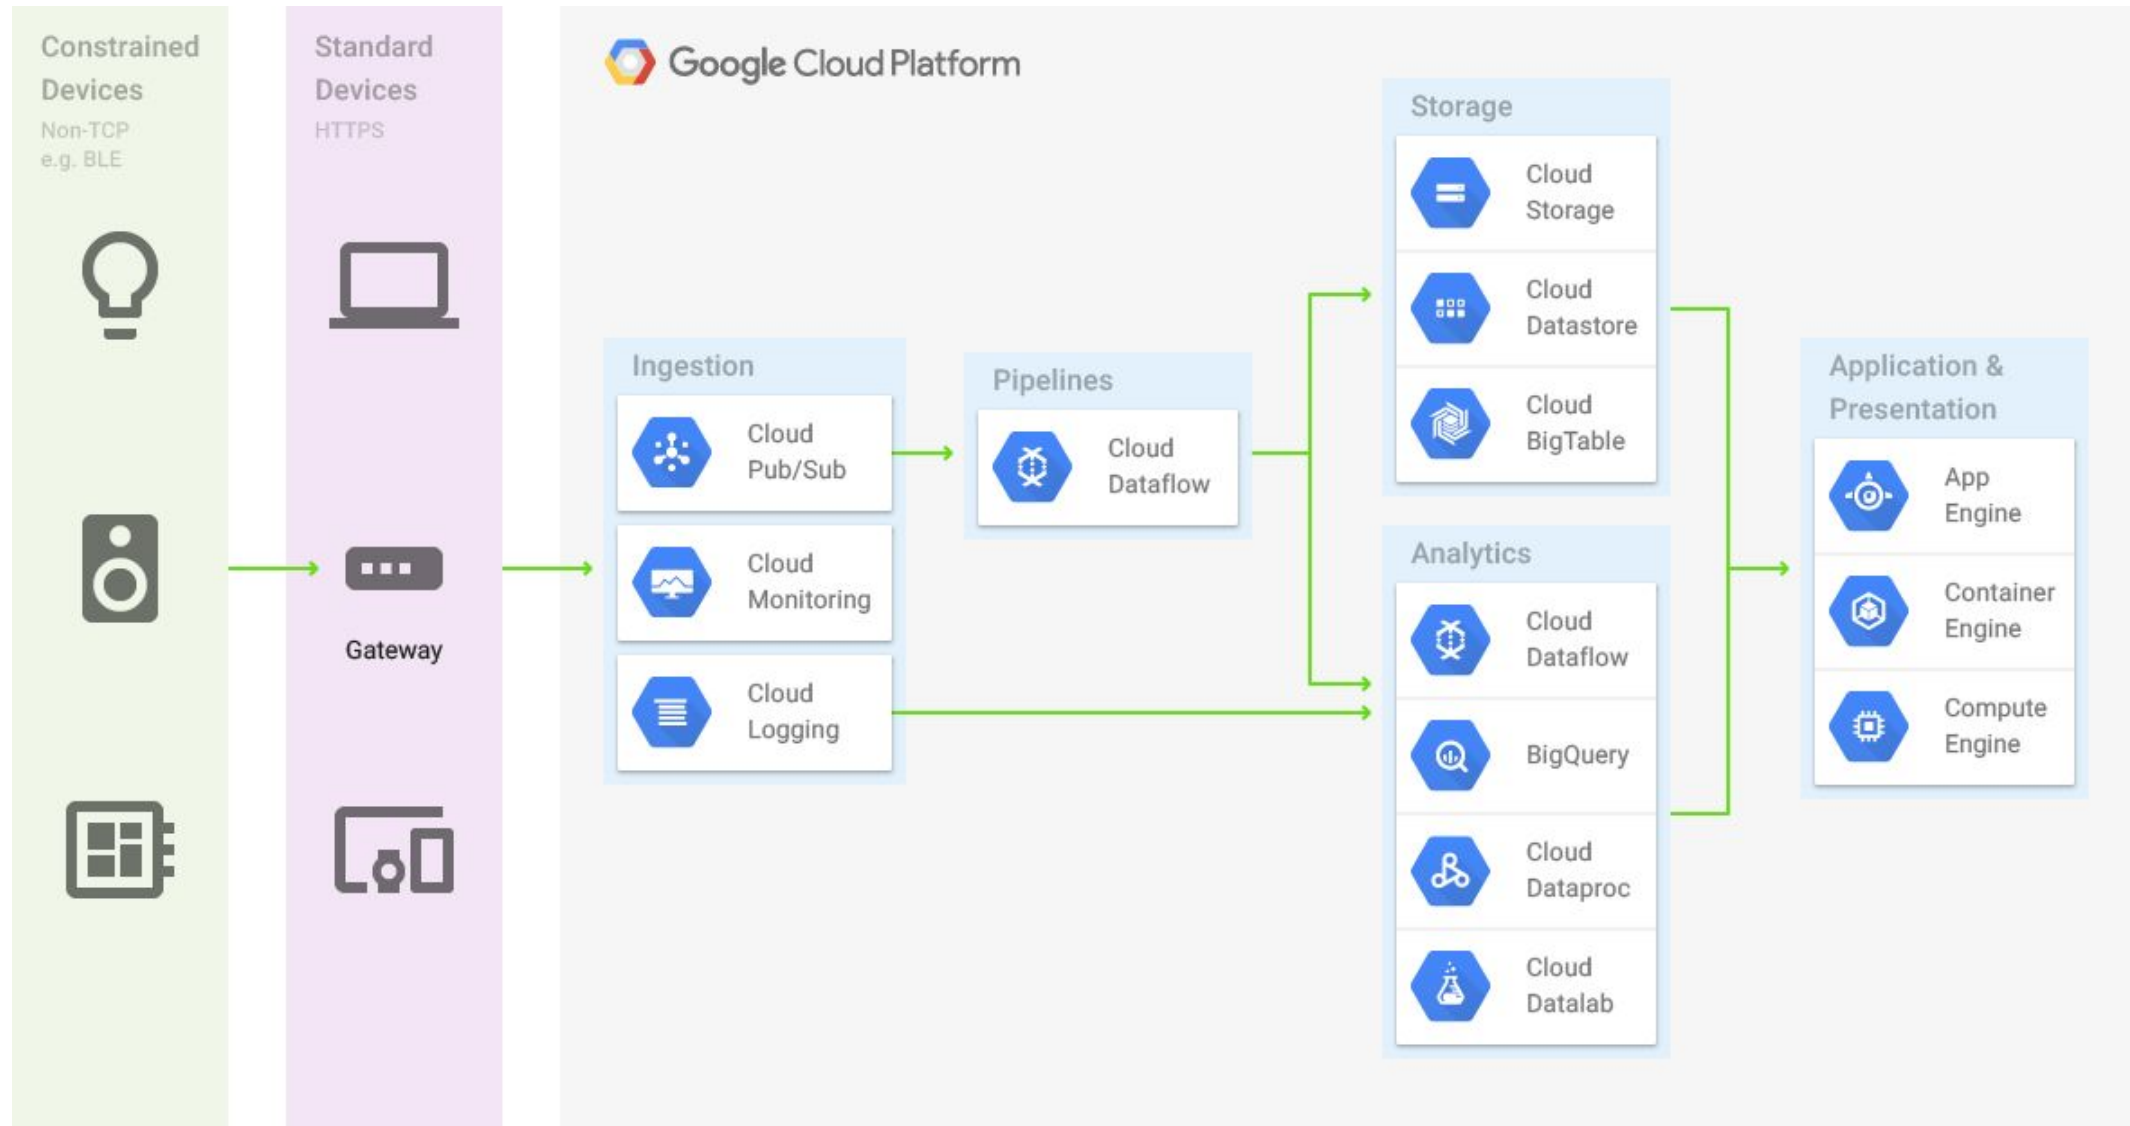 Constrained
Devices
Non-TCP
e.g. BLE
Standard
Devices
HTTPS
Gateway
Google Cloud Platform
Ingestion
Cloud
Pub/Sub
Cloud
Monitoring
Cloud
Logging
Pipelines
Cloud
Dataflow
Storage
Cloud
Storage
Cloud
Datastore
Cloud
BigTable
Analytics
Cloud
Dataflow
BigQuery
Cloud
Dataproc
Cloud
Datalab
Application &
Presentation
App
Engine
Container
Engine
Compute
Engine